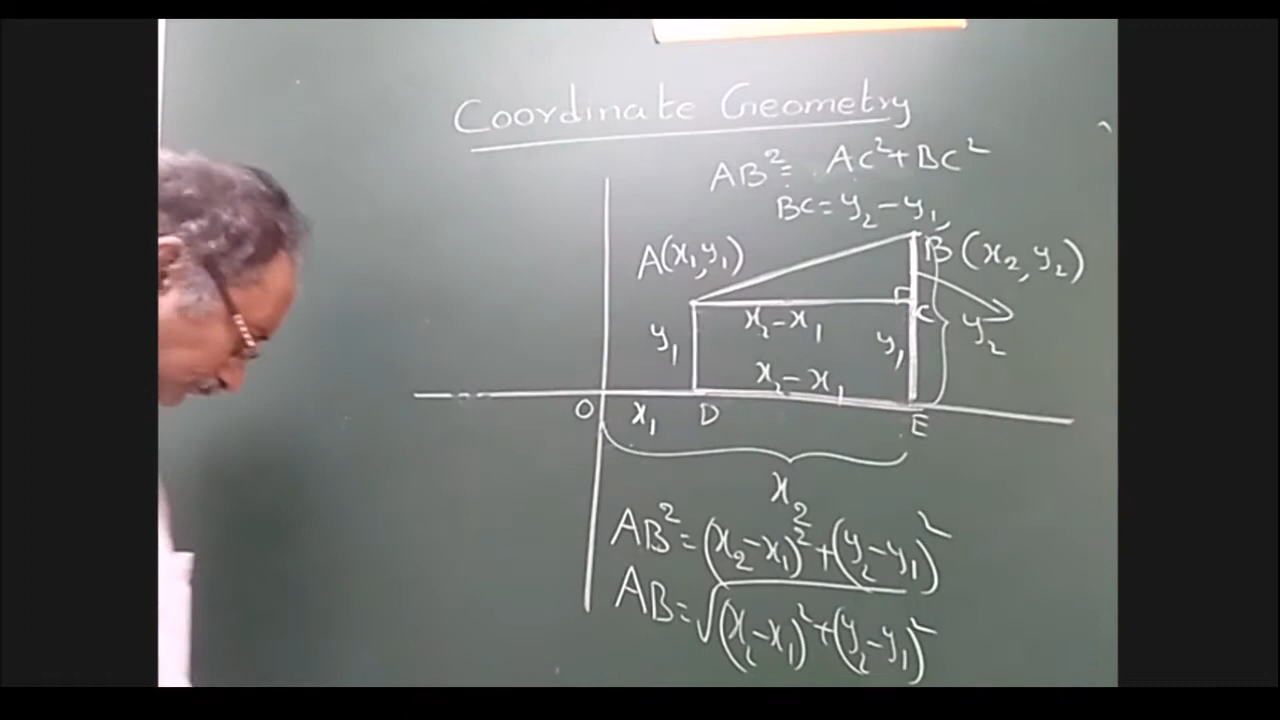 Coordinate Geometry
AB² = AC² + BC²
BC = y₂ - y₁,
A(x₁, y₁)
B (x₂, y₂)
C
x₂ - x₁
y₁
y₁
y₂
x₂ - x₁
O
x₁
D
E
x₂
AB² = (x₂ - x₁)² + (y₂ - y₁)²
AB = √(x₂ - x₁)² + (y₂ - y₁)²